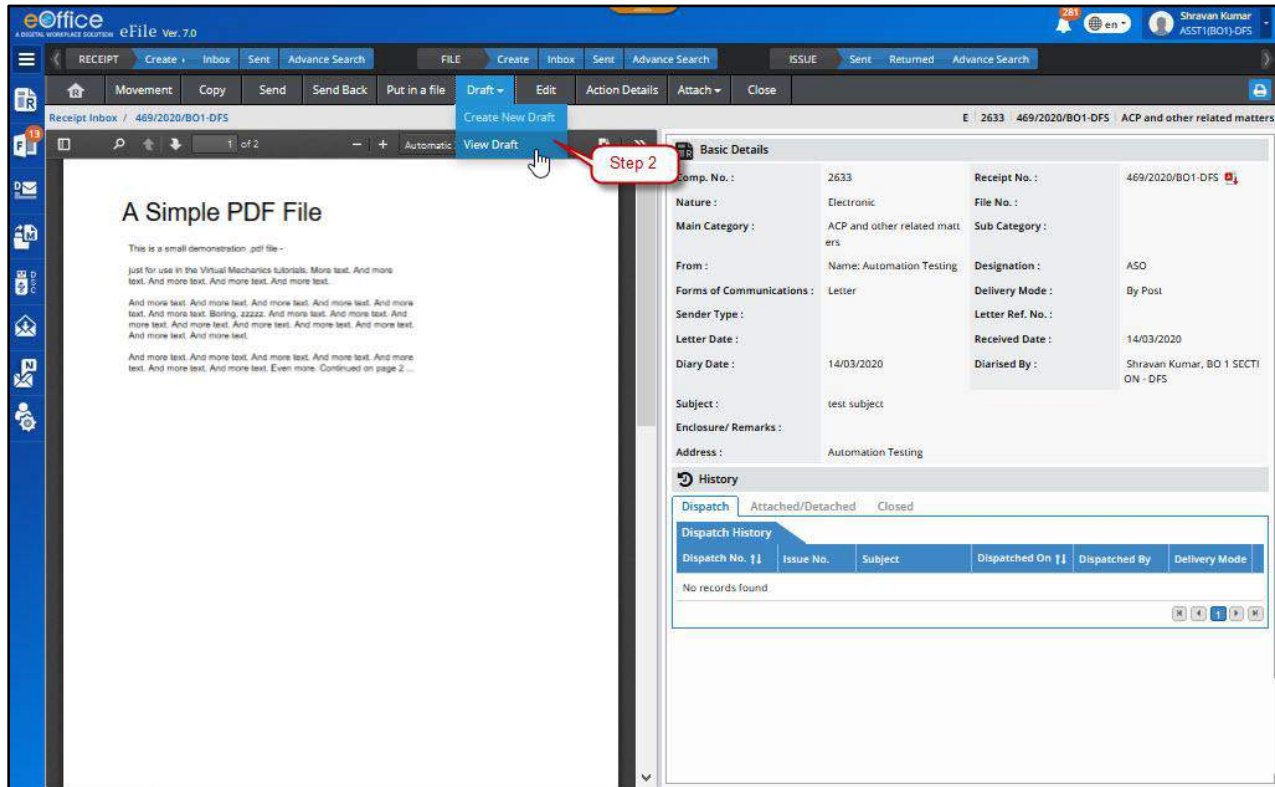 eOffice
A DIGITAL WORKPLACE SOLUTION eFile Ver. 7.0
281
en
Shravan Kumar
ASST1(BO1)-DFS
RECEIPT Create Inbox Sent Advance Search FILE Create Inbox Sent Advance Search ISSUE Sent Returned Advance Search
Movement Copy Send Send Back Put in a file Draft Edit Action Details Attach Close
Receipt Inbox / 469/2020/BO1-DFS
Create New Draft
View Draft
Step 2
E 2633 469/2020/BO1-DFS ACP and other related matters
13
1 of 2 Automatic
A Simple PDF File
This is a small demonstration .pdf file -
just for use in the Virtual Mechanics tutorials. More text. And more
text. And more text. And more text. And more text.
And more text. And more text. And more text. And more text. And more
text. And more text. Boring, zzzzz. And more text. And more text. And
more text. And more text. And more text. And more text. And more text.
And more text. And more text.
And more text. And more text. And more text. And more text. And more
text. And more text. And more text. Even more. Continued on page 2 ...
Basic Details
Comp. No. : 2633 Receipt No. : 469/2020/BO1-DFS
Nature : Electronic File No. :
Main Category : ACP and other related matt Sub Category :
ers
From : Name: Automation Testing Designation : ASO
Forms of Communications : Letter Delivery Mode : By Post
Sender Type : Letter Ref. No. :
Letter Date : Received Date : 14/03/2020
Diary Date : 14/03/2020 Diarised By : Shravan Kumar, BO 1 SECTI
ON - DFS
Subject : test subject
Enclosure/ Remarks :
Address : Automation Testing
History
Dispatch Attached/Detached Closed
Dispatch History
Dispatch No. Issue No. Subject Dispatched On Dispatched By Delivery Mode
No records found
1